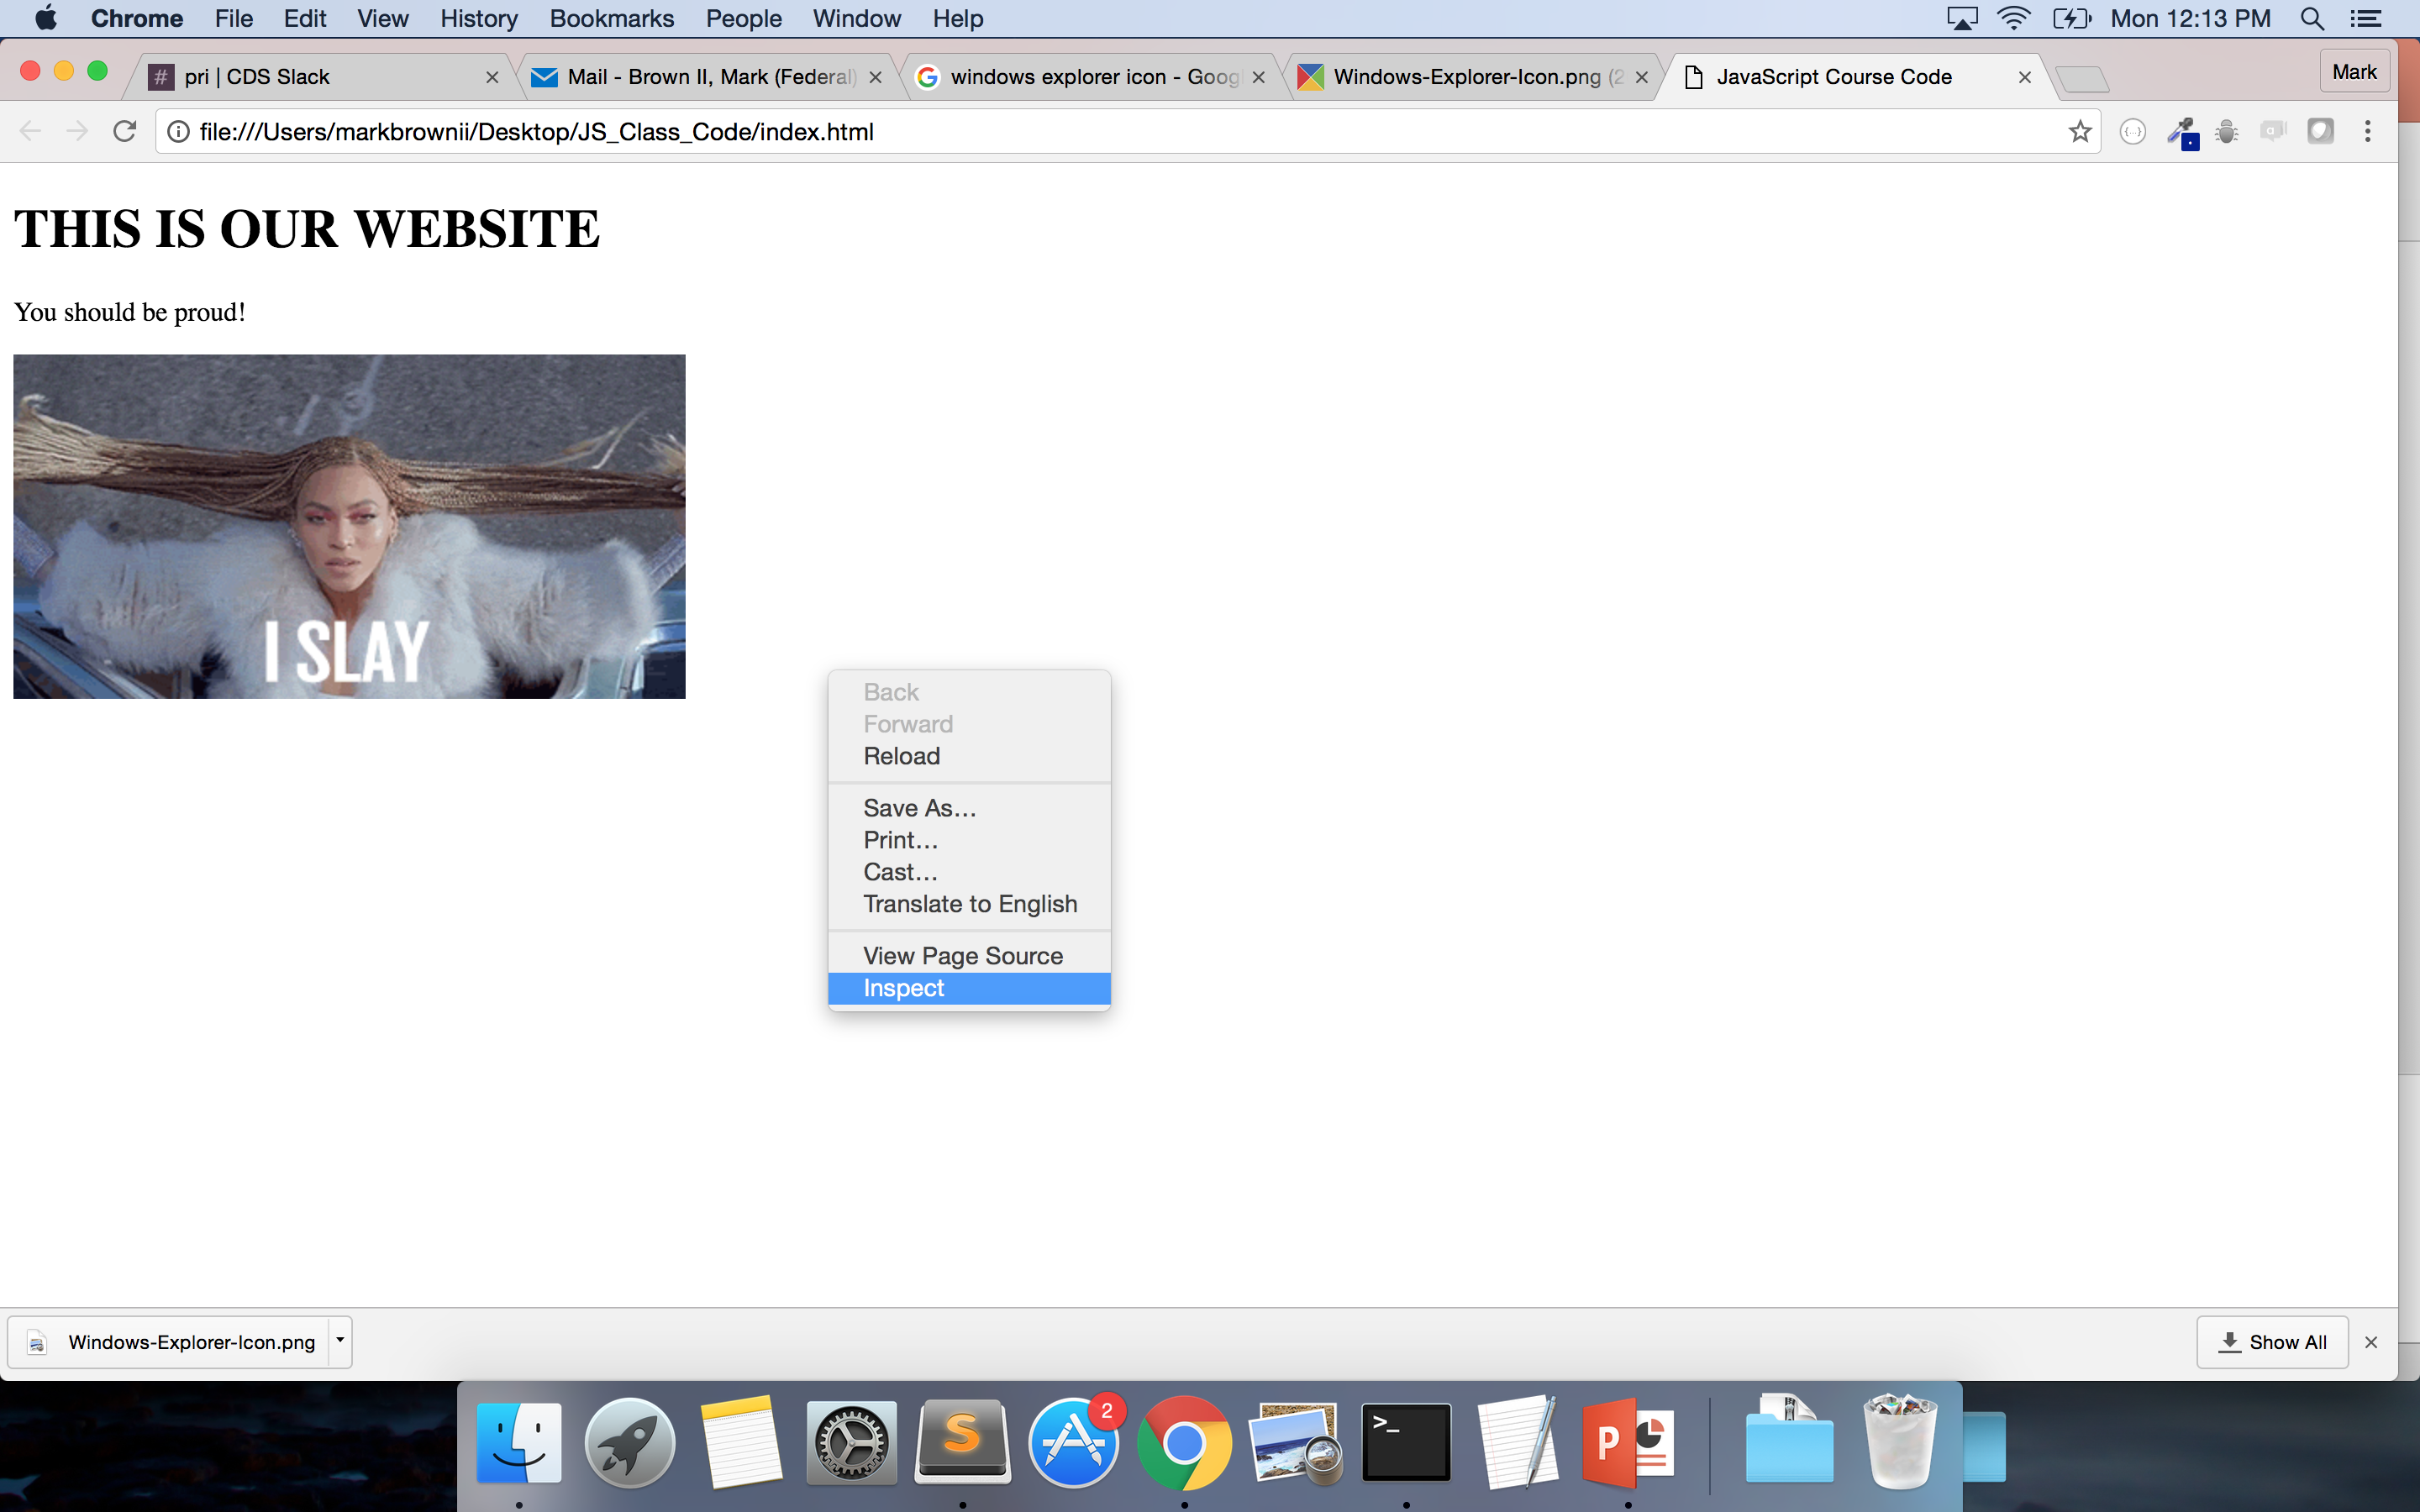 Chrome File Edit View History Bookmarks People Window Help Mon 12:13 PM
# pri | CDS Slack Mail - Brown II, Mark (Federal) windows explorer icon - Goog Windows-Explorer-Icon.png (2 JavaScript Course Code Mark
file:///Users/markbrownii/Desktop/JS_Class_Code/index.html
THIS IS OUR WEBSITE
You should be proud!
I SLAY
Back
Forward
Reload
Save As...
Print...
Cast...
Translate to English
View Page Source
Inspect
Windows-Explorer-Icon.png Show All
S 2 >_ P